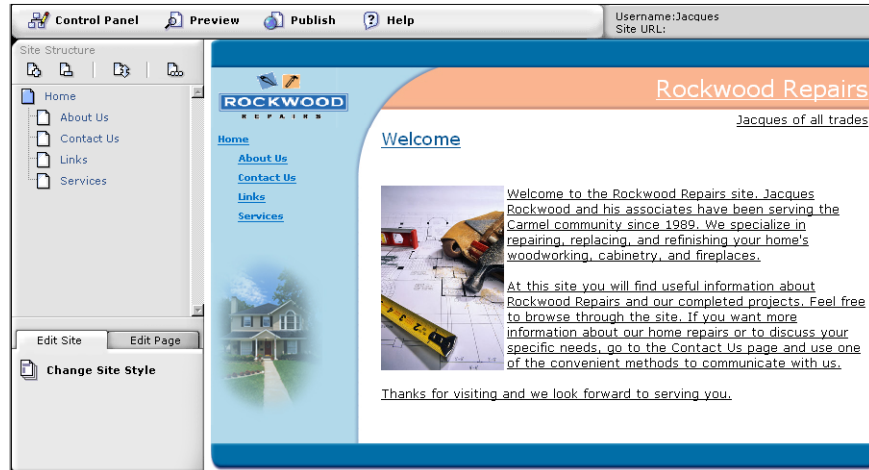 Control Panel
Preview
Publish
Help
Username:Jacques
Site URL:
Site Structure
Home
About Us
Contact Us
Links
Services
Edit Site
Edit Page
Change Site Style
ROCKWOOD
REPAIRS
Home
About Us
Contact Us
Links
Services
Rockwood Repairs
Jacques of all trades
Welcome
Welcome to the Rockwood Repairs site. Jacques
Rockwood and his associates have been serving the
Carmel community since 1989. We specialize in
repairing, replacing, and refinishing your home's
woodworking, cabinetry, and fireplaces.
At this site you will find useful information about
Rockwood Repairs and our completed projects. Feel free
to browse through the site. If you want more
information about our home repairs or to discuss your
specific needs, go to the Contact Us page and use one
of the convenient methods to communicate with us.
Thanks for visiting and we look forward to serving you.